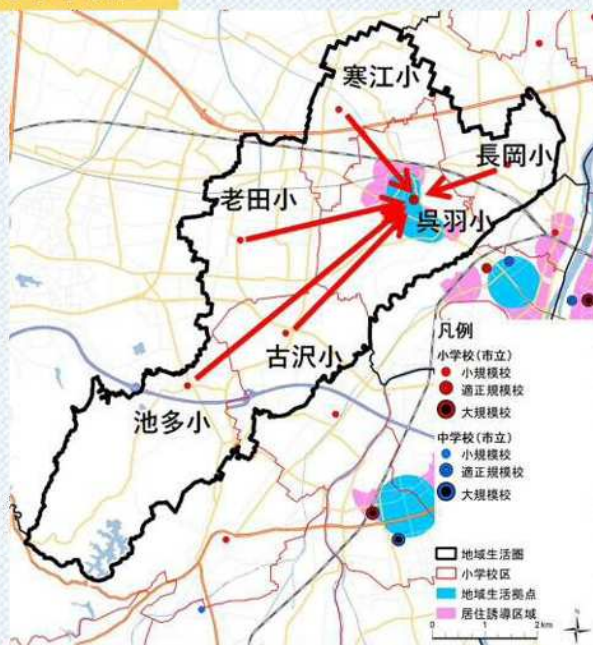 寒江小
長岡小
老田小
呉羽小
古沢小
池多小
凡例
小学校(市立)
小規模校
適正規模校
大規模校
中学校(市立)
小規模校
適正規模校
大規模校
地域生活圏
小学校区
地域生活拠点
居住誘導区域
0 1 2 km